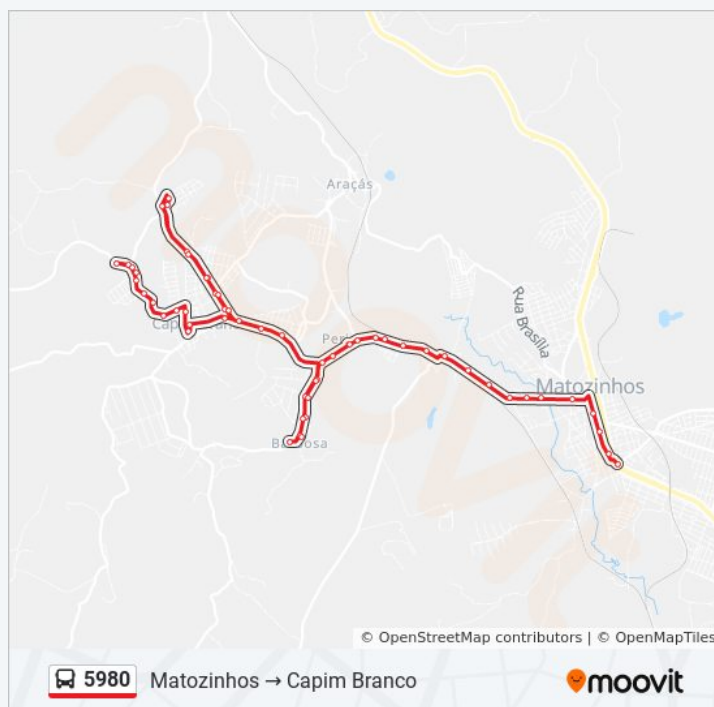 Araçás
Rua Brasília
Matozinhos
© OpenStreetMap contributors | © OpenMapTiles
5980 Matozinhos → Capim Branco
moovit